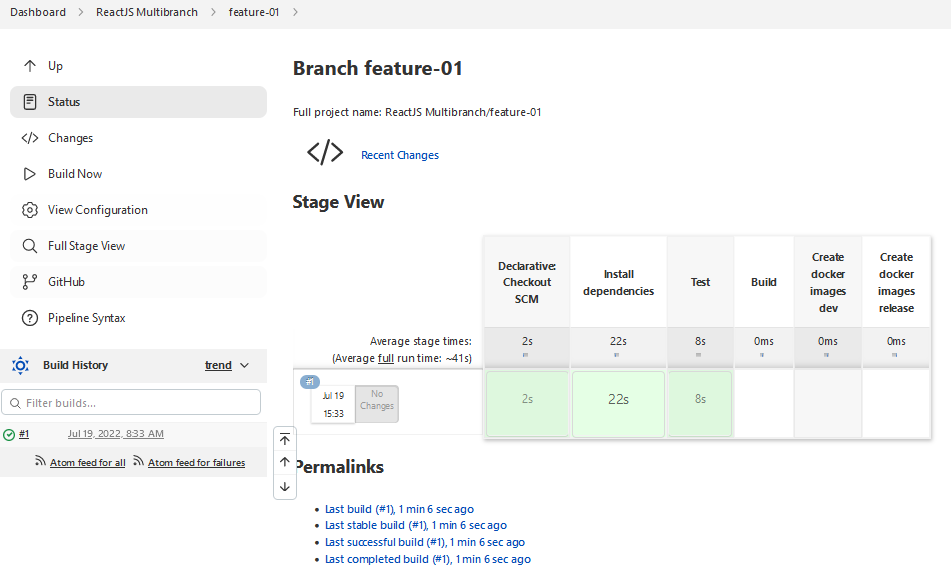 Dashboard > ReactJS Multibranch > feature-01 >
Up
Status
Changes
Build Now
View Configuration
Full Stage View
GitHub
Pipeline Syntax
Build History trend
Filter builds...
#1 Jul 19, 2022, 8:33 AM
Atom feed for all Atom feed for failures
Branch feature-01
Full project name: ReactJS Multibranch/feature-01
</> Recent Changes
Stage View
Declarative:
Checkout
SCM
Install
dependencies
Test
Build
Create
docker
images
dev
Create
docker
images
release
Average stage times:
(Average full run time: ~41s)
2s 22s 8s 0ms 0ms 0ms
#1
Jul 19
15:33
No
Changes
2s 22s 8s
Permalinks
Last build (#1), 1 min 6 sec ago
Last stable build (#1), 1 min 6 sec ago
Last successful build (#1), 1 min 6 sec ago
Last completed build (#1), 1 min 6 sec ago